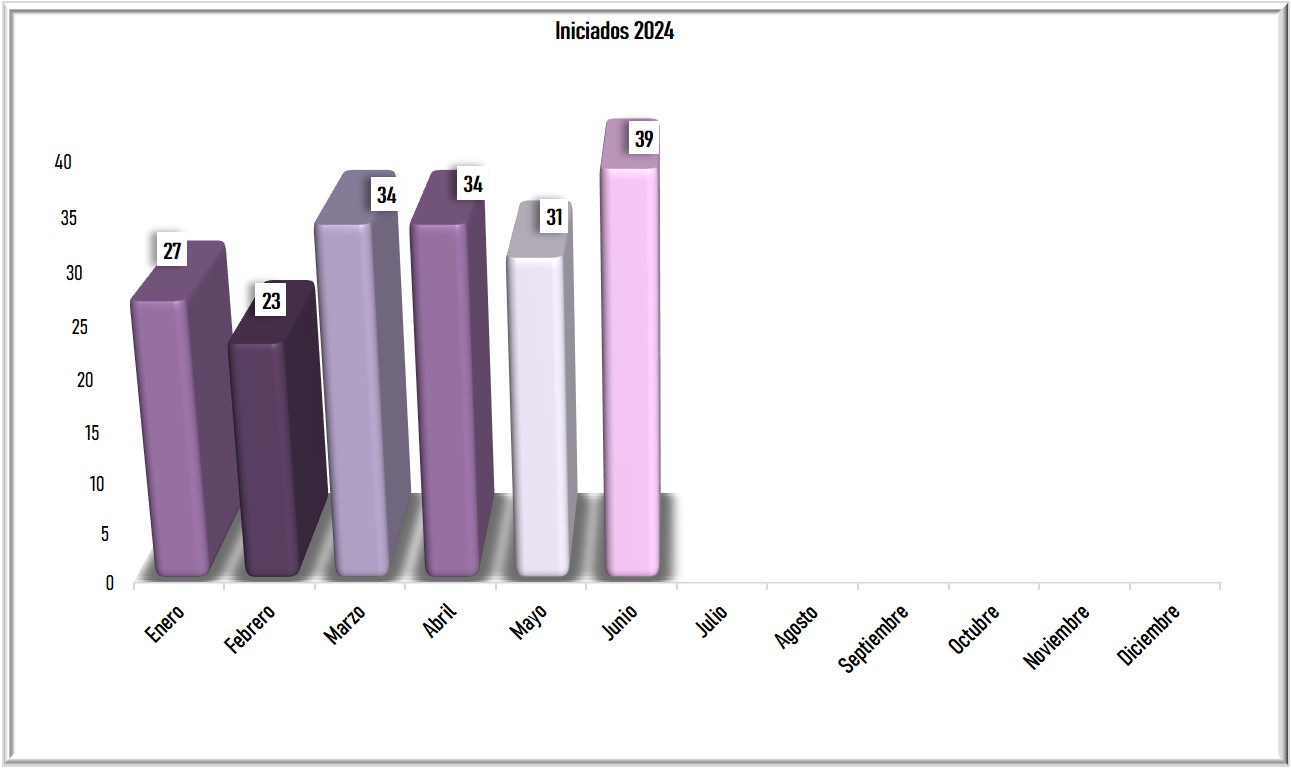 Iniciados 2024
40
35
30
25
20
15
10
5
0
27
23
34
34
31
39
Enero
Febrero
Marzo
Abril
Mayo
Junio
Julio
Agosto
Septiembre
Octubre
Noviembre
Diciembre